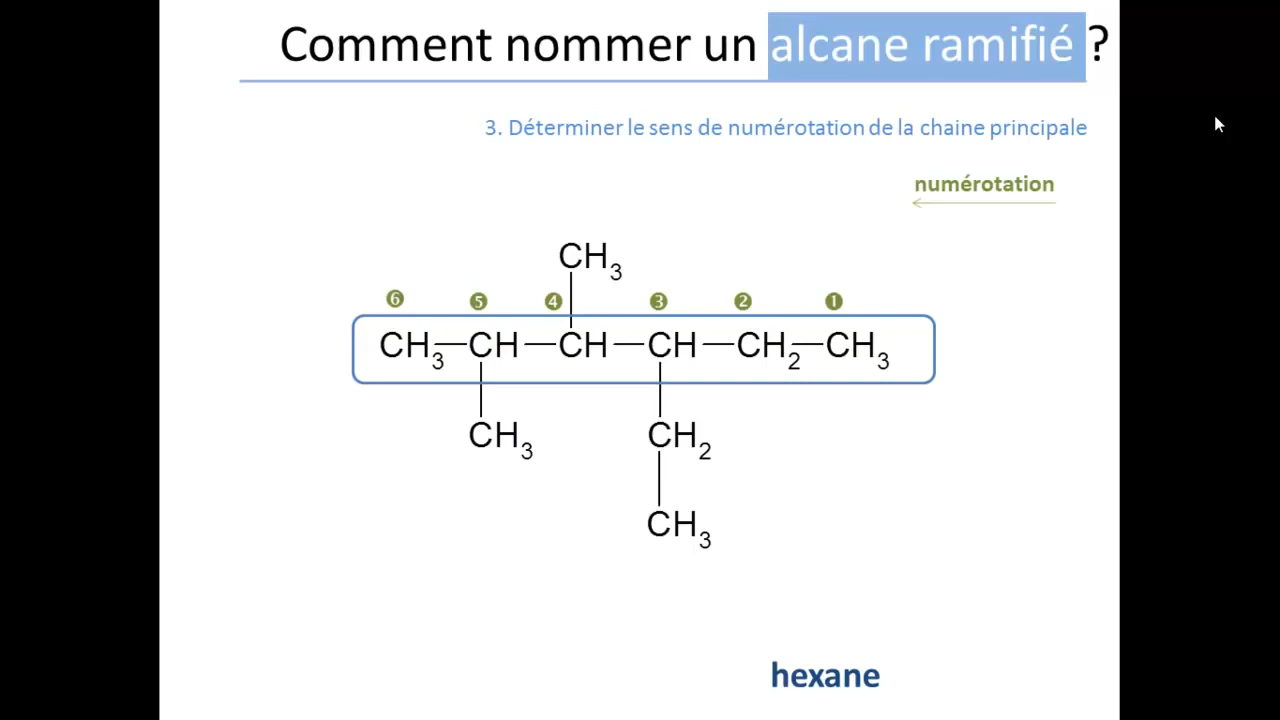 Comment nommer un alcane ramifié ?
3. Déterminer le sens de numérotation de la chaine principale
numérotation
CH3
6 5 4 3 2 1
CH3 CH CH CH CH2 CH3
CH3 CH2
CH3
hexane